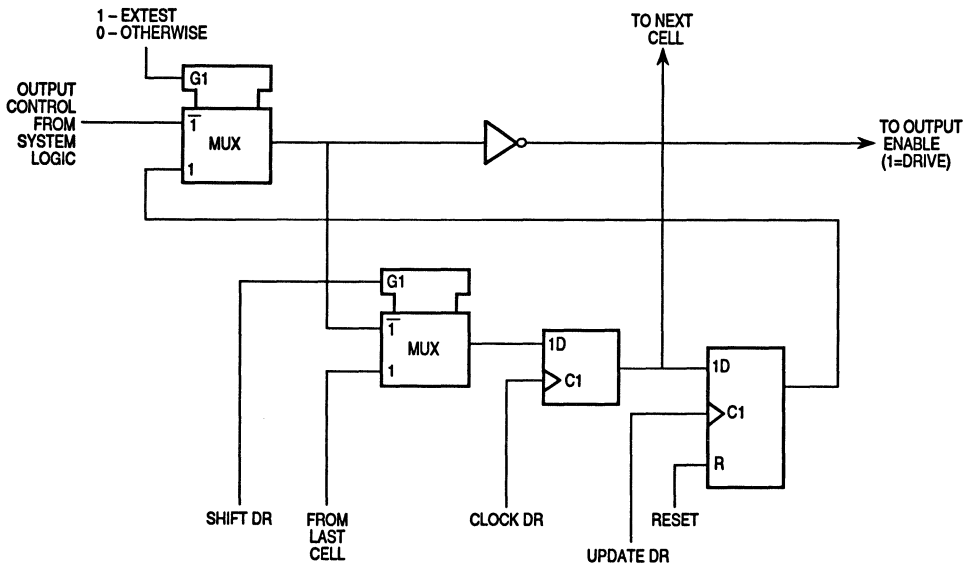 1 – EXTEST
0 – OTHERWISE
TO NEXT
CELL
G1
OUTPUT
CONTROL
FROM
SYSTEM
LOGIC
1
MUX
1
TO OUTPUT
ENABLE
(1=DRIVE)
G1
1
MUX
1
1D
C1
1D
C1
R
SHIFT DR
FROM
LAST
CELL
CLOCK DR
RESET
UPDATE DR